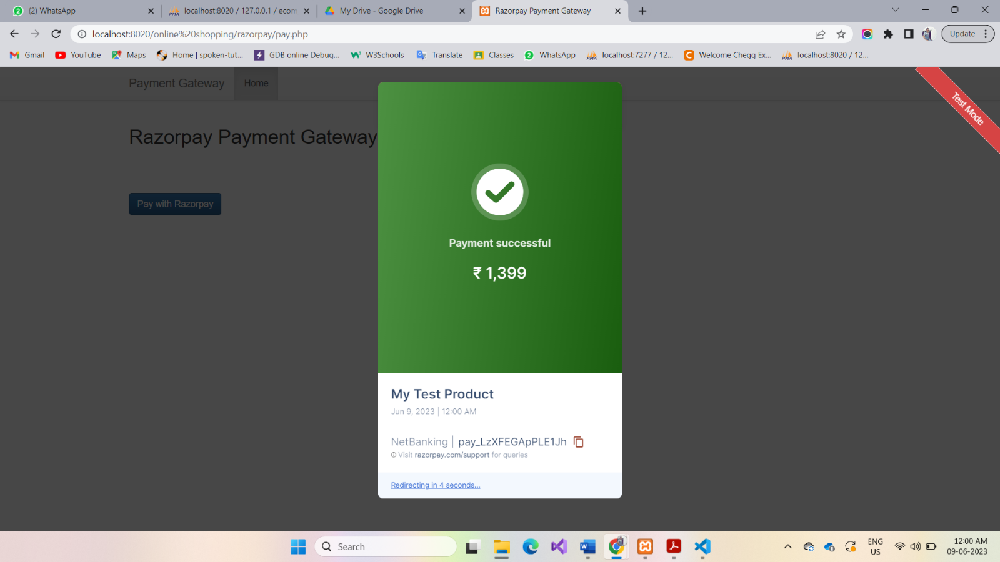 (2) WhatsApp
localhost:8020 / 127.0.0.1 / ecom
My Drive - Google Drive
Razorpay Payment Gateway
localhost:8020/online%20shopping/razorpay/pay.php
Update
Gmail
YouTube
Maps
Home | spoken-tut...
GDB online Debug...
W3Schools
Translate
Classes
WhatsApp
localhost:7277 / 12...
Welcome Chegg Ex...
localhost:8020 / 12...
Payment Gateway
Home
Test Mode
Razorpay Payment Gateway
Pay with Razorpay
Payment successful
₹ 1,399
My Test Product
Jun 9, 2023 | 12:00 AM
NetBanking | pay_LzXFEGApPLE1Jh
Visit razorpay.com/support for queries
Redirecting in 4 seconds...
Search
ENG
US
12:00 AM
09-06-2023